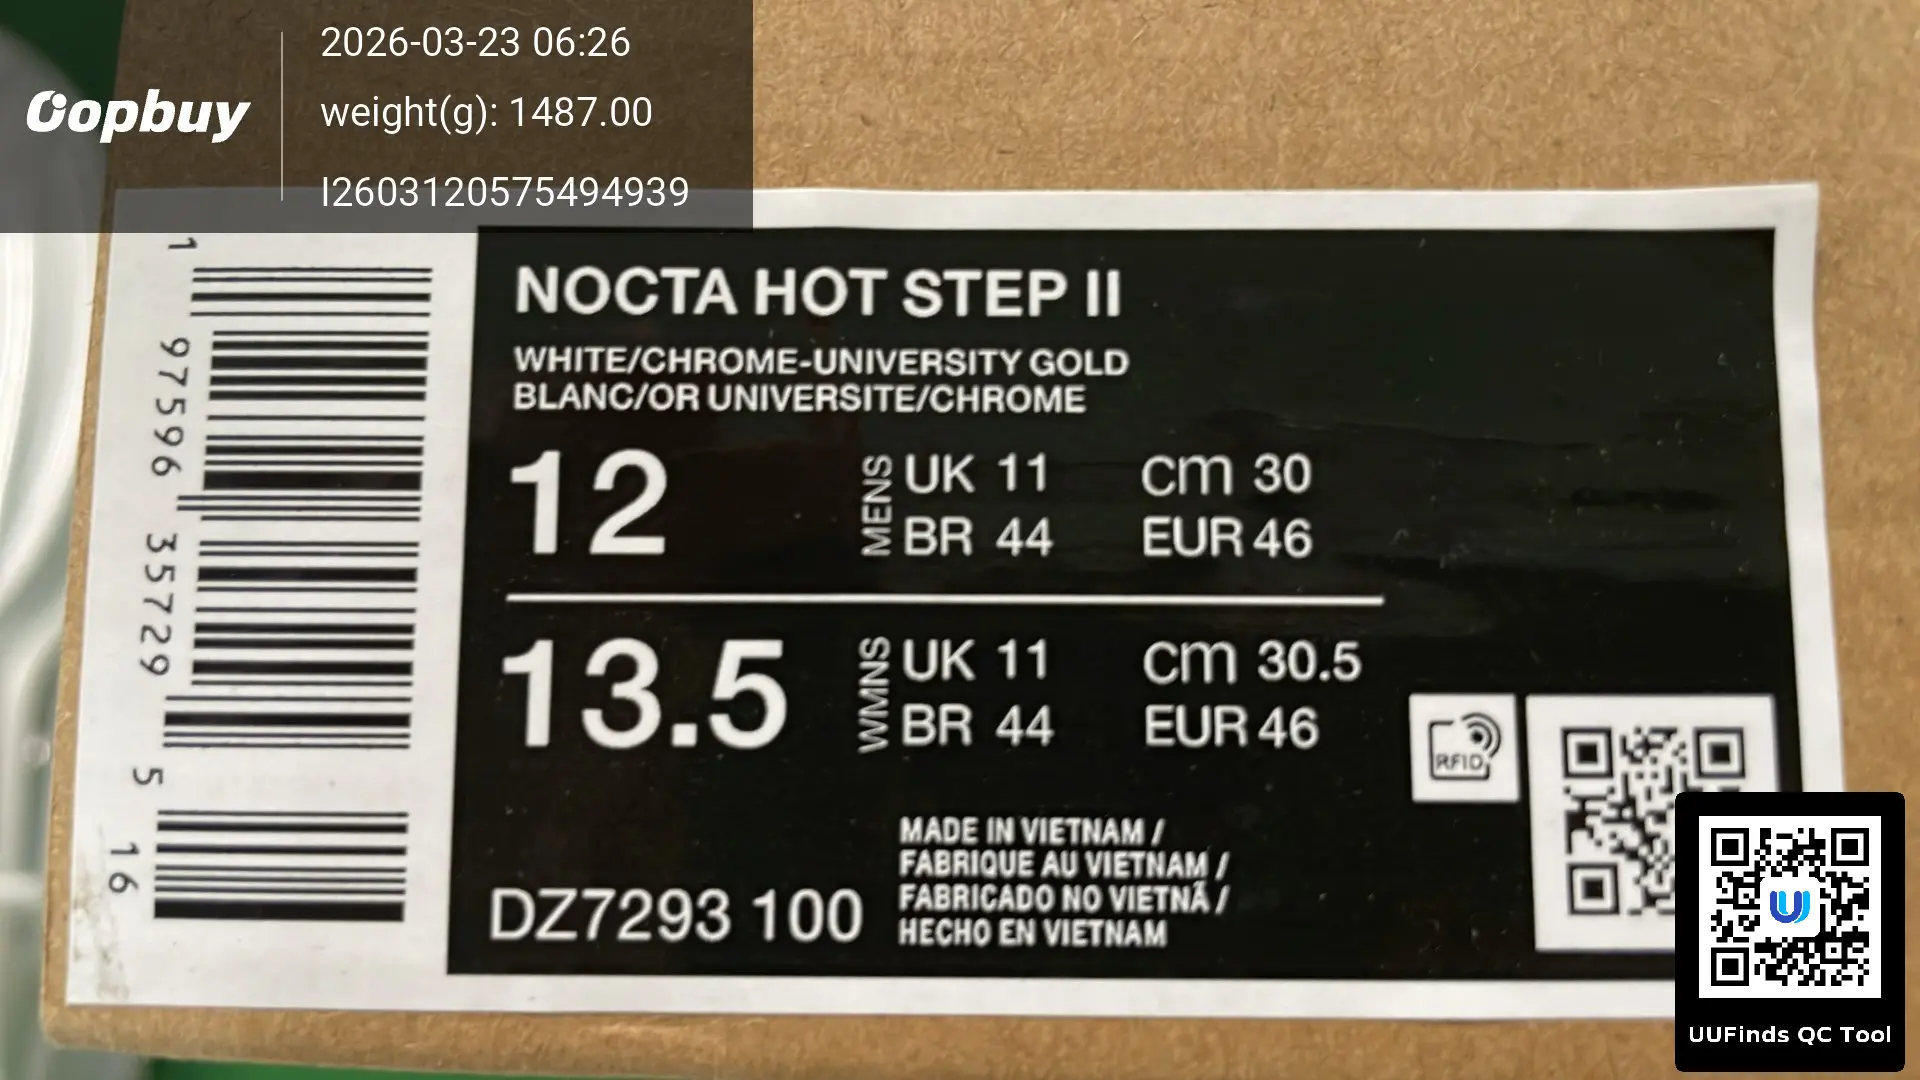 Oopbuy
2026-03-23 06:26
weight(g): 1487.00
I2603120575494939
1 97596 35729 5 16
NOCTA HOT STEP II
WHITE/CHROME-UNIVERSITY GOLD
BLANC/OR UNIVERSITE/CHROME
12 MENS UK 11 cm 30
BR 44 EUR 46
13.5 WMNS UK 11 cm 30.5
BR 44 EUR 46
RFID
DZ7293 100
MADE IN VIETNAM /
FABRIQUE AU VIETNAM /
FABRICADO NO VIETNÃ /
HECHO EN VIETNAM
UUFinds QC Tool